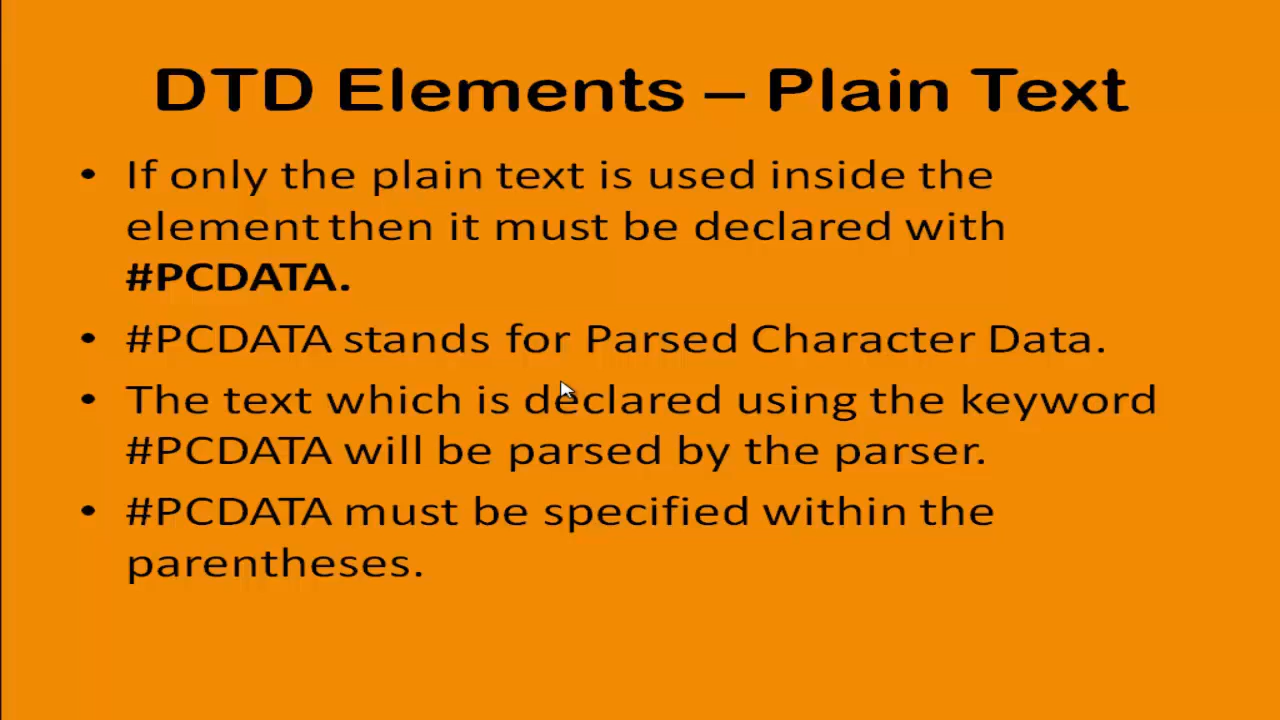 DTD Elements – Plain Text
• If only the plain text is used inside the
element then it must be declared with
#PCDATA.
• #PCDATA stands for Parsed Character Data.
• The text which is declared using the keyword
#PCDATA will be parsed by the parser.
• #PCDATA must be specified within the
parentheses.